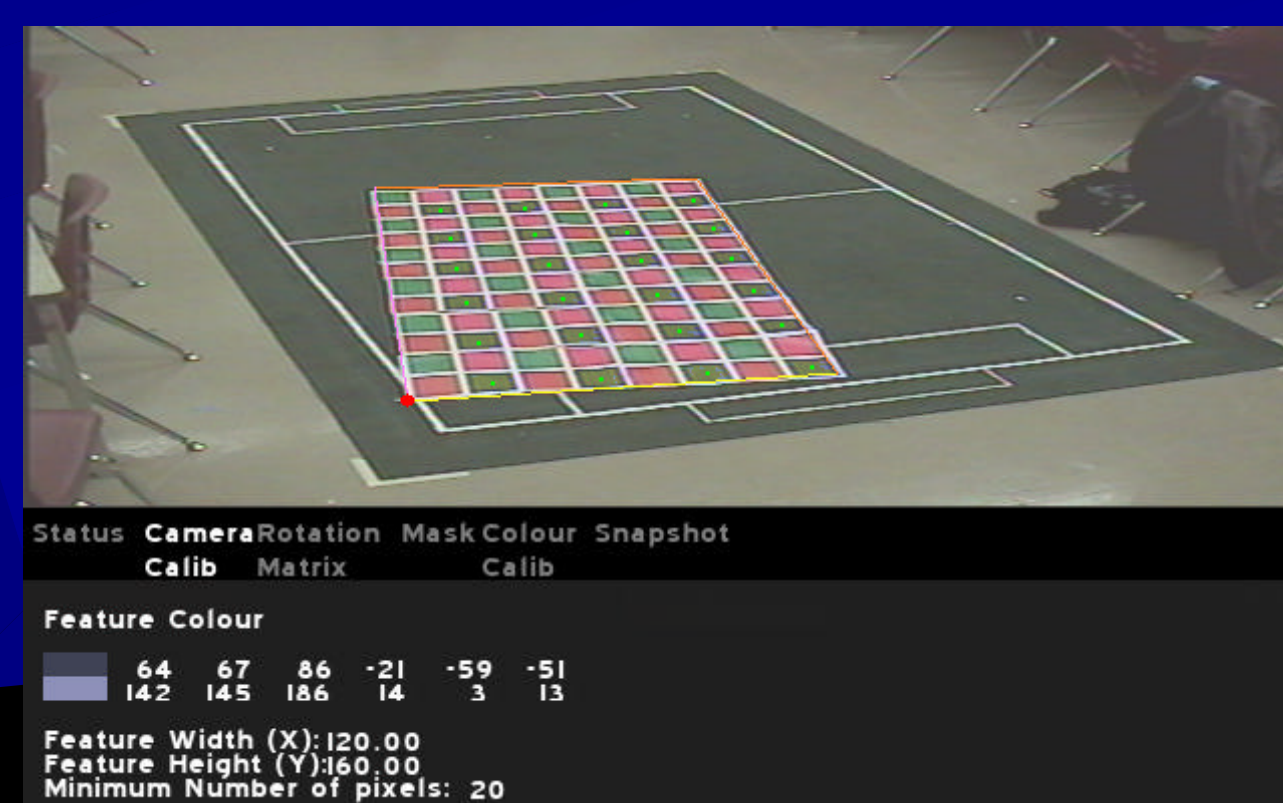 Status Camera Rotation Mask Colour Snapshot
Calib Matrix Calib
Feature Colour
64 67 86 -21 -59 -51
142 145 186 14 3 13
Feature Width (X): 120.00
Feature Height (Y):160.00
Minimum Number of pixels: 20